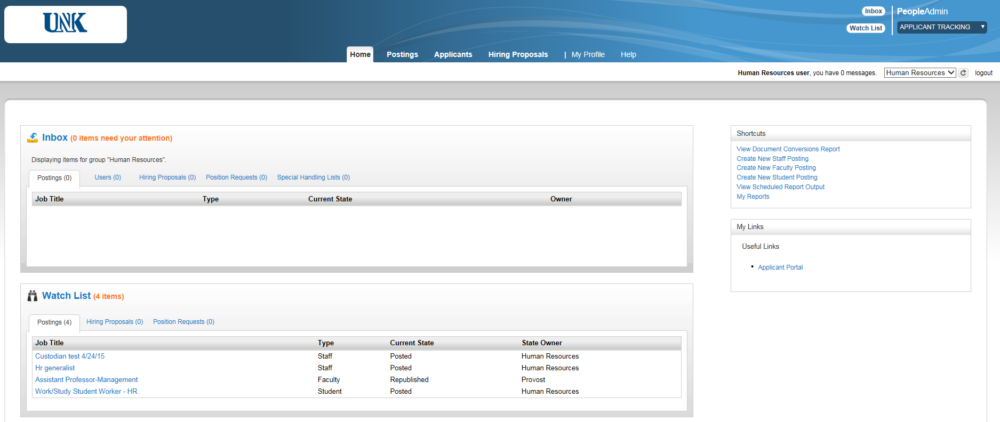 UNK
Inbox
PeopleAdmin
Watch List
APPLICANT TRACKING
Home Postings Applicants Hiring Proposals | My Profile Help
Human Resources user, you have 0 messages. Human Resources logout
Inbox (0 items need your attention)
Displaying items for group "Human Resources".
Postings (0) Users (0) Hiring Proposals (0) Position Requests (0) Special Handling Lists (0)
Job Title Type Current State Owner
Watch List (4 items)
Postings (4) Hiring Proposals (0) Position Requests (0)
Job Title Type Current State State Owner
Custodian test 4/24/15 Staff Posted Human Resources
Hr generalist Staff Posted Human Resources
Assistant Professor-Management Faculty Republished Provost
Work/Study Student Worker - HR Student Posted Human Resources
Shortcuts
View Document Conversions Report
Create New Staff Posting
Create New Faculty Posting
Create New Student Posting
View Scheduled Report Output
My Reports
My Links
Useful Links
• Applicant Portal